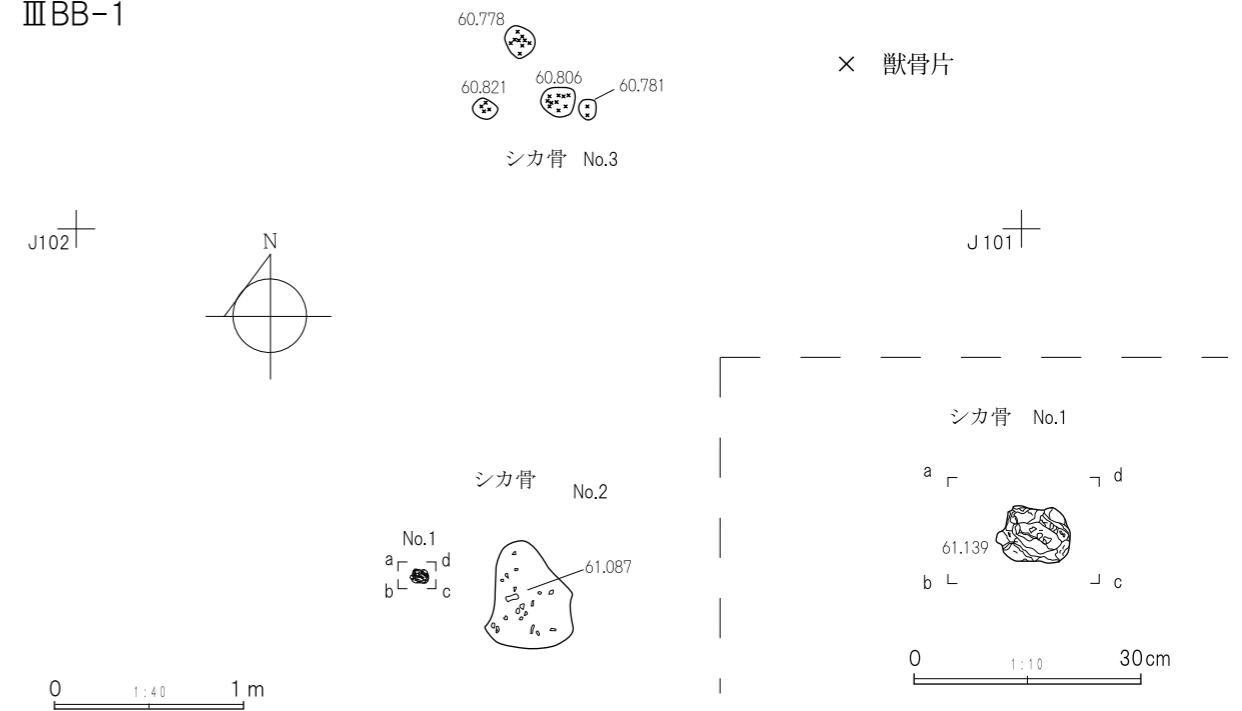 ⅢBB-1
60.778
× 獣骨片
60.821
60.806
60.781
シカ骨 No.3
J102
N
J101
シカ骨 No.1
シカ骨 No.2
a
d
No.1
a
d
61.139
61.087
b
c
b
c
0 1:10 30cm
0 1:40 1m